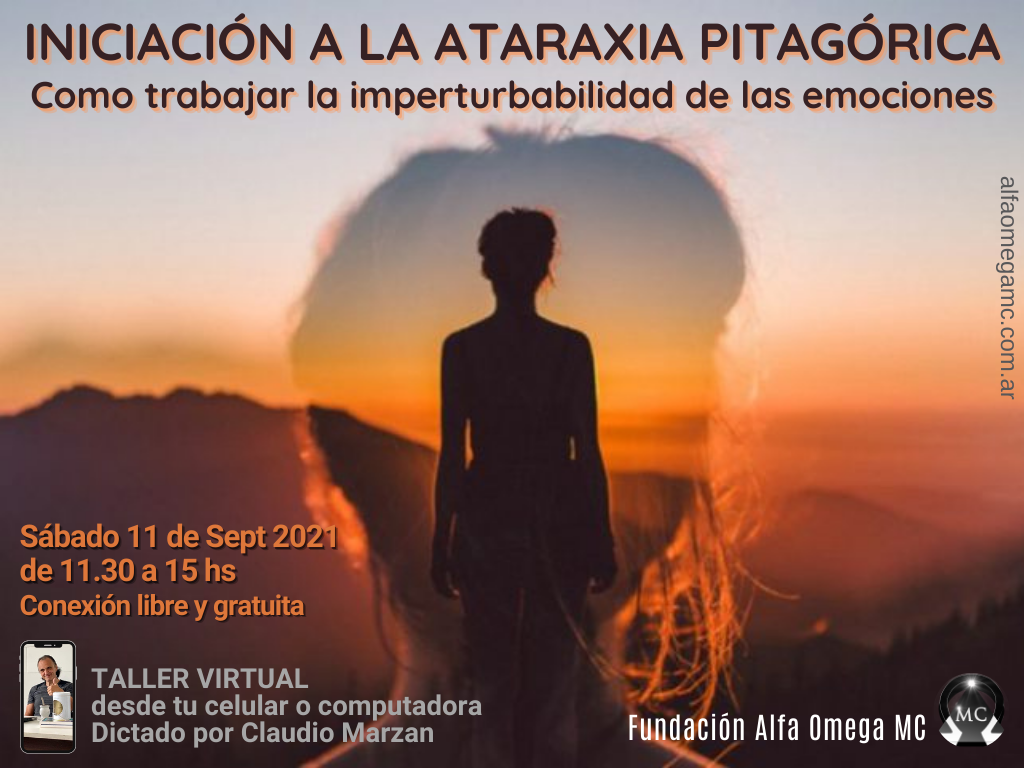 INICIACIÓN A LA ATARAXIA PITAGÓRICA
Como trabajar la imperturbabilidad de las emociones
alfaomegamc.com.ar
Sábado 11 de Sept 2021
de 11.30 a 15 hs
Conexión libre y gratuita
TALLER VIRTUAL
desde tu celular o computadora
Dictado por Claudio Marzan
Fundación Alfa Omega MC
MC